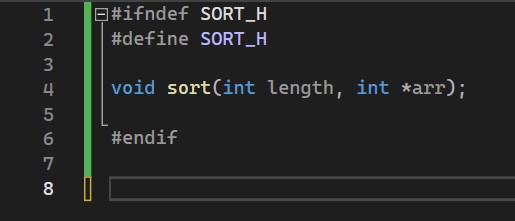 1 #ifndef SORT_H
2 #define SORT_H
3
4 void sort(int length, int *arr);
5
6 #endif
7
8